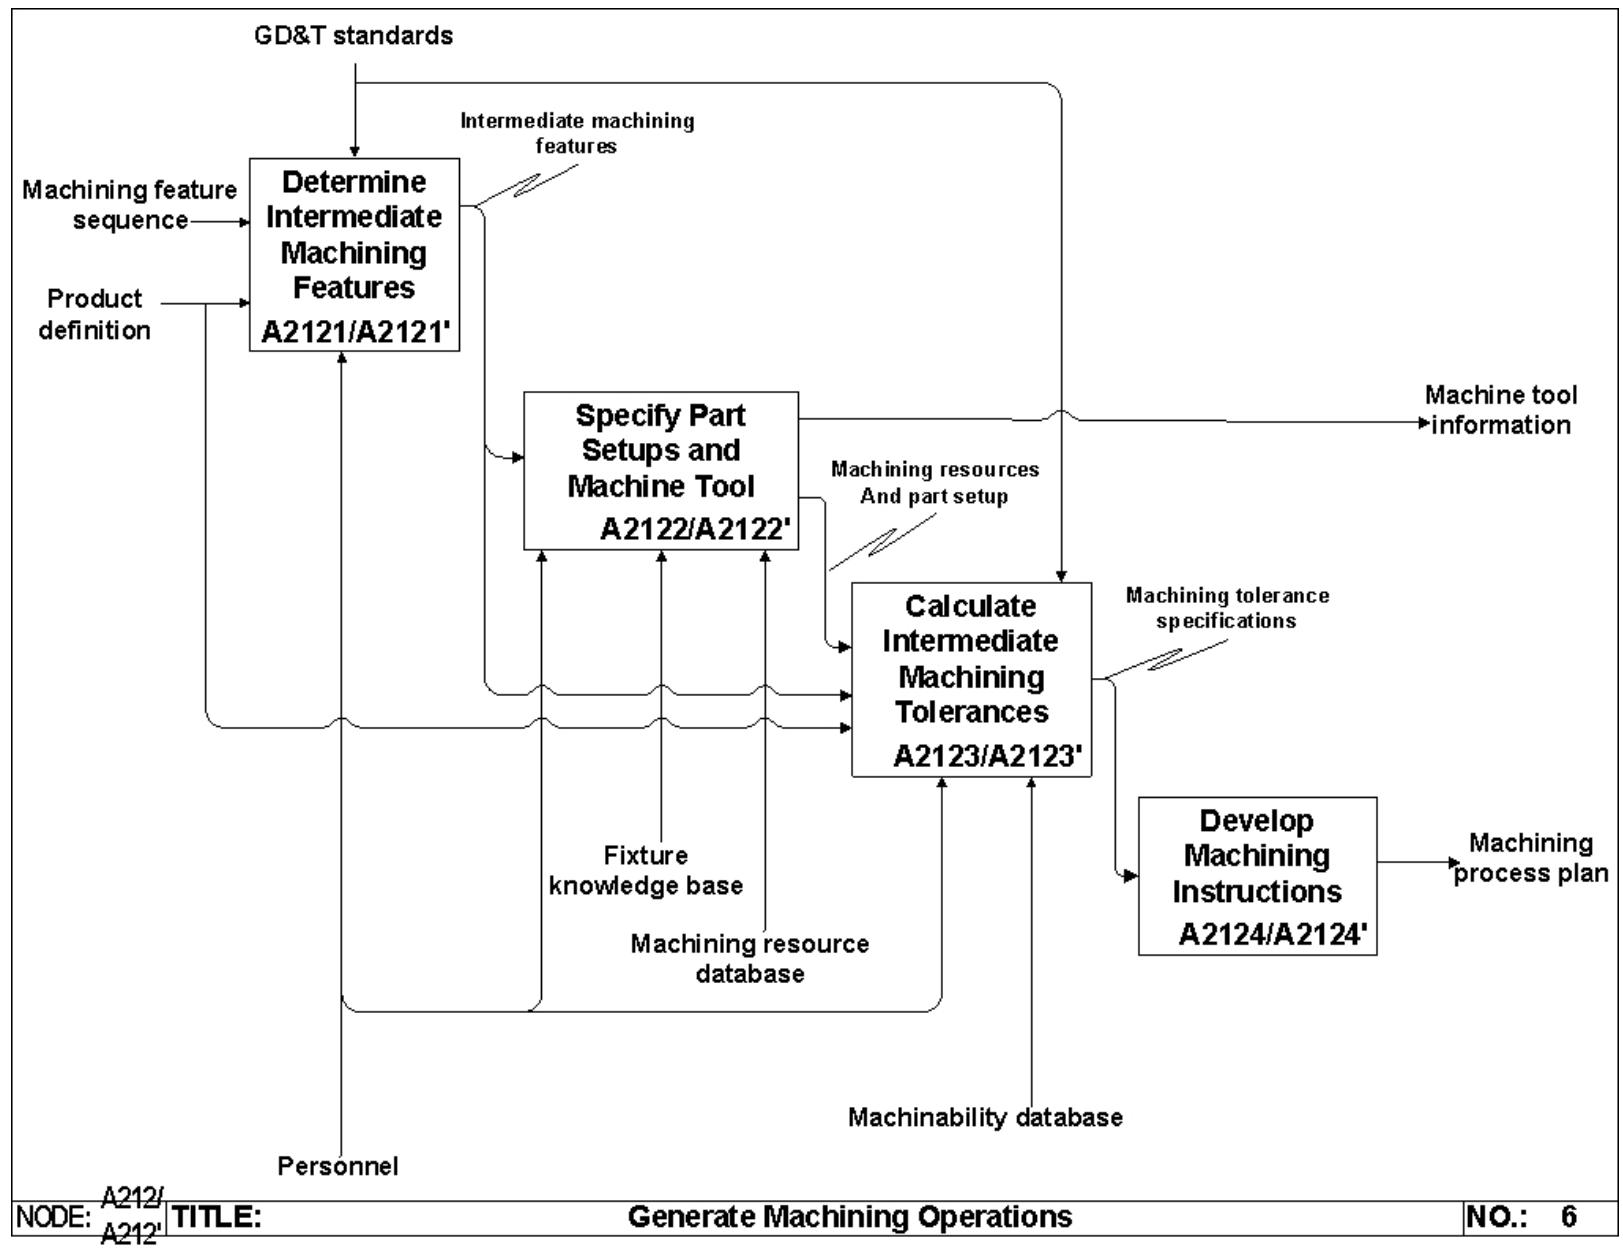 GD&T standards
Intermediate machining
features
Machining feature
sequence
Determine
Intermediate
Machining
Features
A2121/A2121'
Product
definition
Specify Part
Setups and
Machine Tool
A2122/A2122'
Machine tool
information
Machining resources
And part setup
Calculate
Intermediate
Machining
Tolerances
A2123/A2123'
Machining tolerance
specifications
Develop
Machining
Instructions
A2124/A2124'
Machining
process plan
Fixture
knowledge base
Machining resource
database
Machinability database
Personnel
NODE: A212/
A212'
TITLE: Generate Machining Operations
NO.: 6